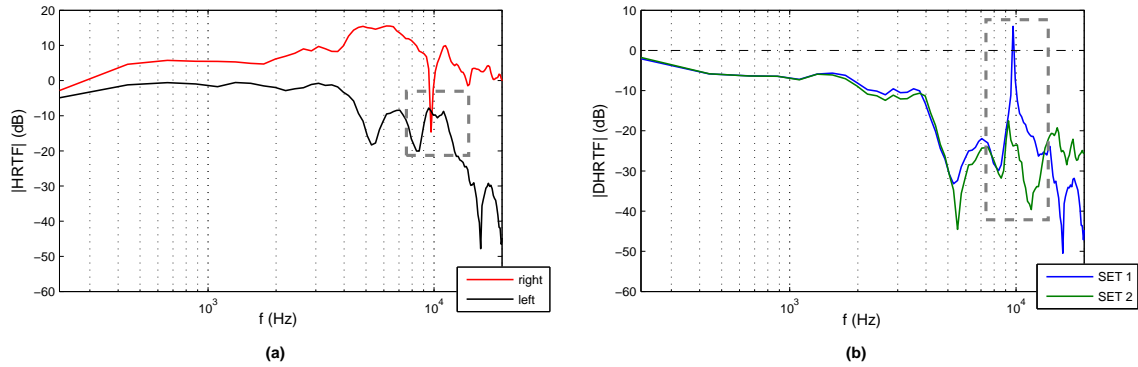 20
10
0
−10
−20
−30
−40
−50
−60
|HRTF| (dB)
10³
10⁴
f (Hz)
right
left
(a)
10
0
−10
−20
−30
−40
−50
−60
|DHRTF| (dB)
10³
10⁴
f (Hz)
SET 1
SET 2
(b)